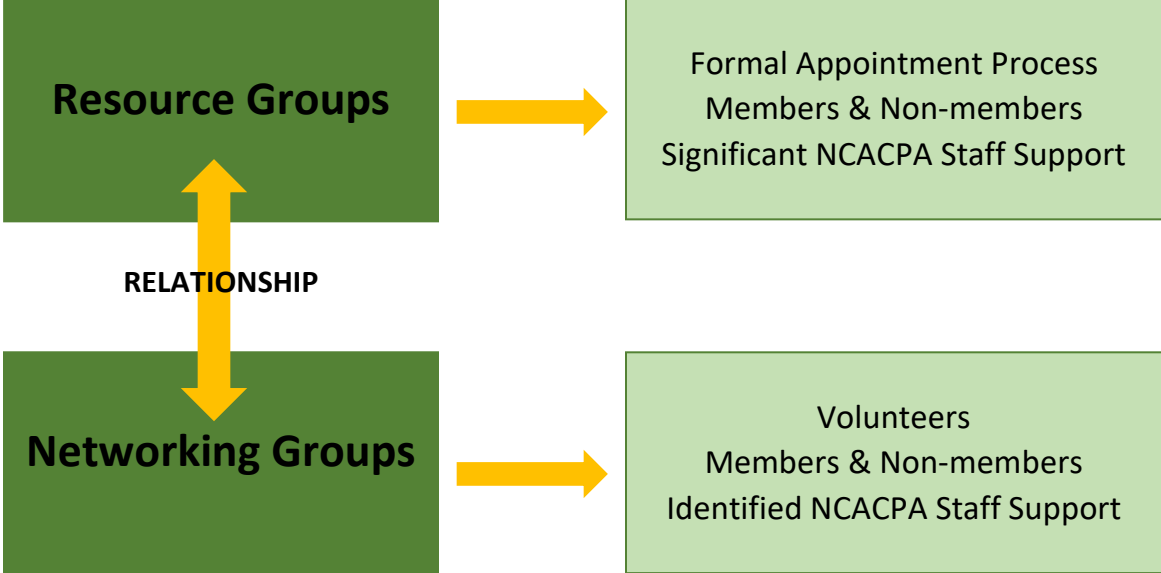 Resource Groups
Formal Appointment Process
Members & Non-members
Significant NCACPA Staff Support
RELATIONSHIP
Networking Groups
Volunteers
Members & Non-members
Identified NCACPA Staff Support